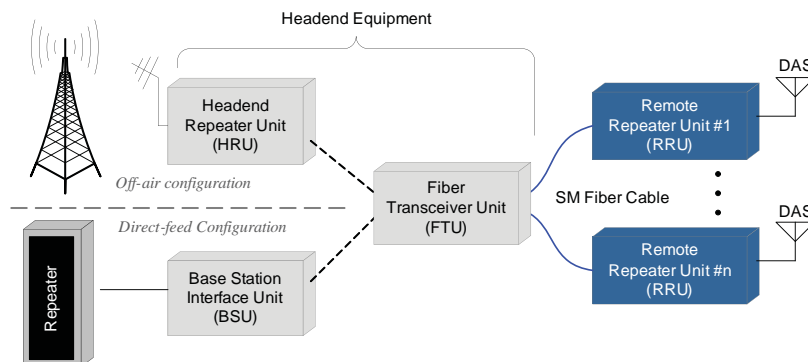 Headend Equipment
Headend
Repeater Unit
(HRU)
Off-air configuration
Direct-feed Configuration
Repeater
Base Station
Interface Unit
(BSU)
Fiber
Transceiver Unit
(FTU)
SM Fiber Cable
DAS
Remote
Repeater Unit #1
(RRU)
DAS
Remote
Repeater Unit #n
(RRU)